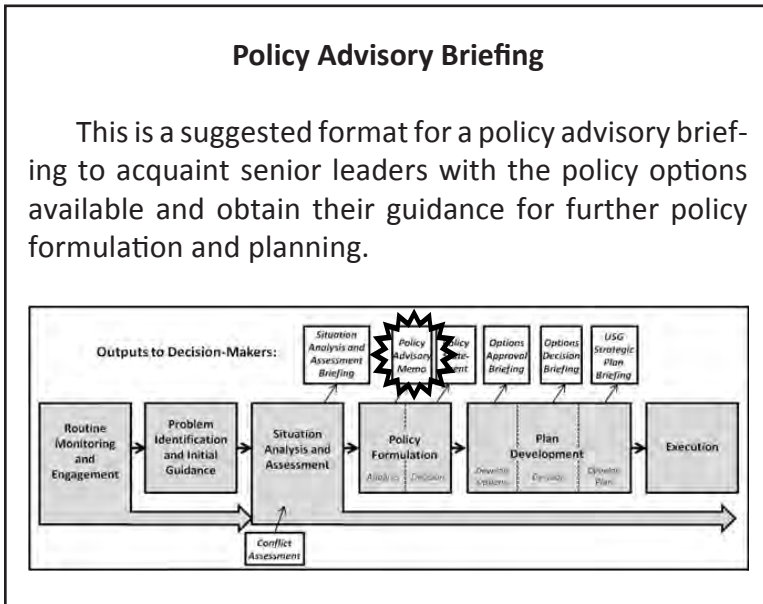 Policy Advisory Briefing
This is a suggested format for a policy advisory brief-
ing to acquaint senior leaders with the policy options
available and obtain their guidance for further policy
formulation and planning.
Outputs to Decision-Makers:
Situation
Analysis and
Assessment
Briefing
Policy
Advisory
Memo
Options
Approval
Briefing
Options
Decision
Briefing
USG
Strategic
Plan
Briefing
Routine
Monitoring
and
Engagement
Problem
Identification
and Initial
Guidance
Situation
Analysis and
Assessment
Policy
Formulation
Analysis
Decision
Plan
Development
Develop
Options
Decision
Develop
Plan
Execution
Conflict
Assessment